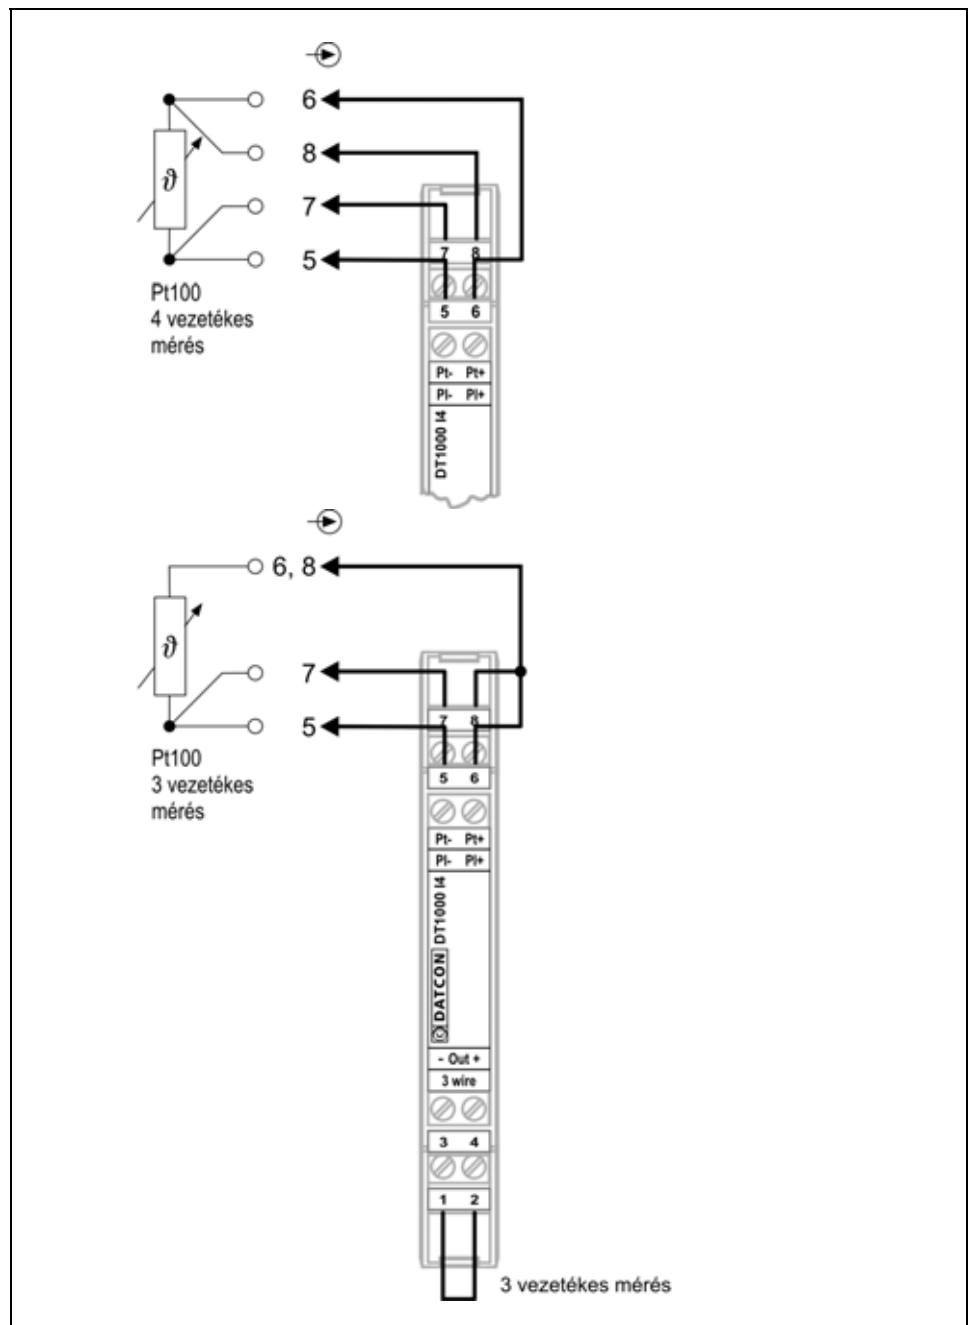 6
8
7
5
ϑ
Pt100
4 vezetékes
mérés
7 8
5 6
Pt- Pt+
PI- PI+
DT1000 I4
6, 8
7
5
ϑ
Pt100
3 vezetékes
mérés
7 8
5 6
Pt- Pt+
PI- PI+
DATCON DT1000 I4
- Out +
3 wire
3 4
1 2
3 vezetékes mérés